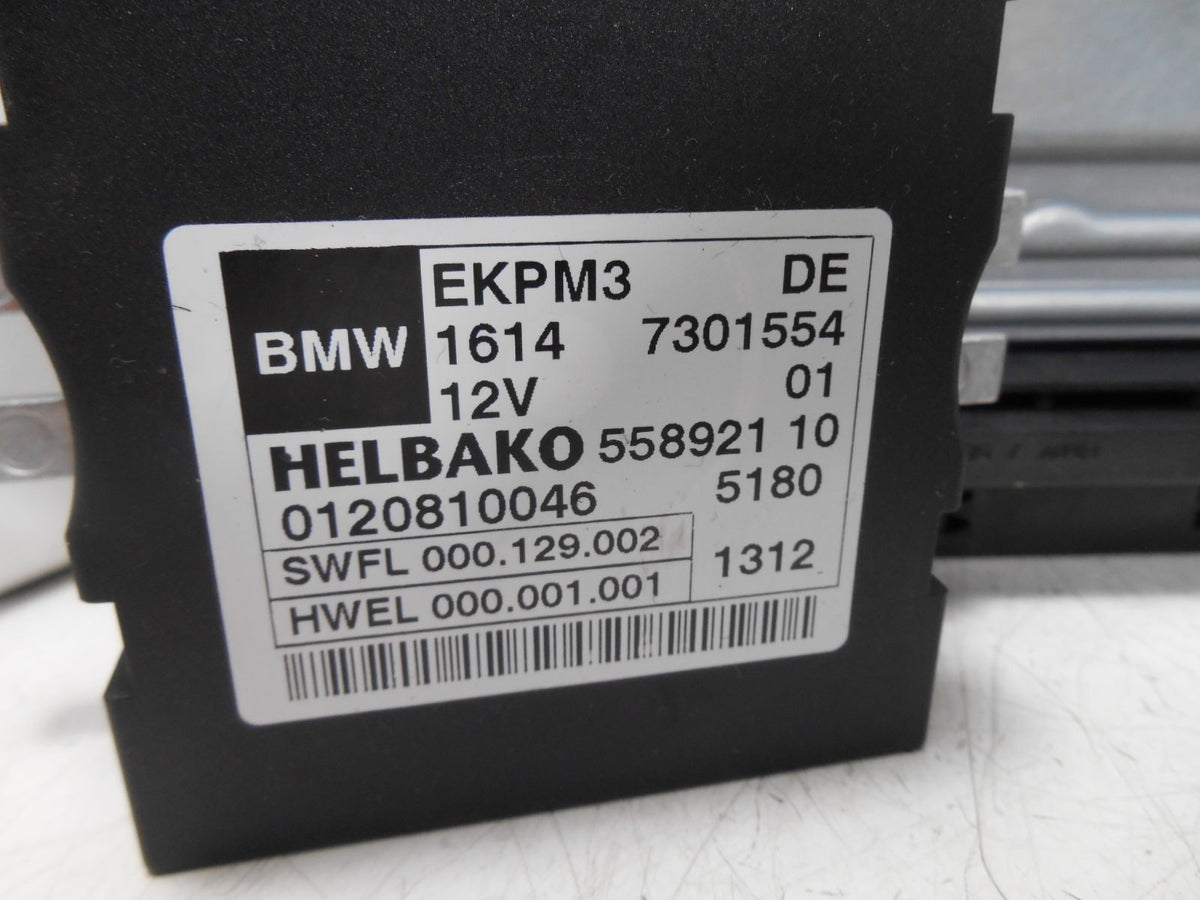 BMW
EKPM3 DE
1614 7301554
12V 01
HELBAKO 558921 10
0120810046 5180
SWFL 000.129.002
HWEL 000.001.001 1312